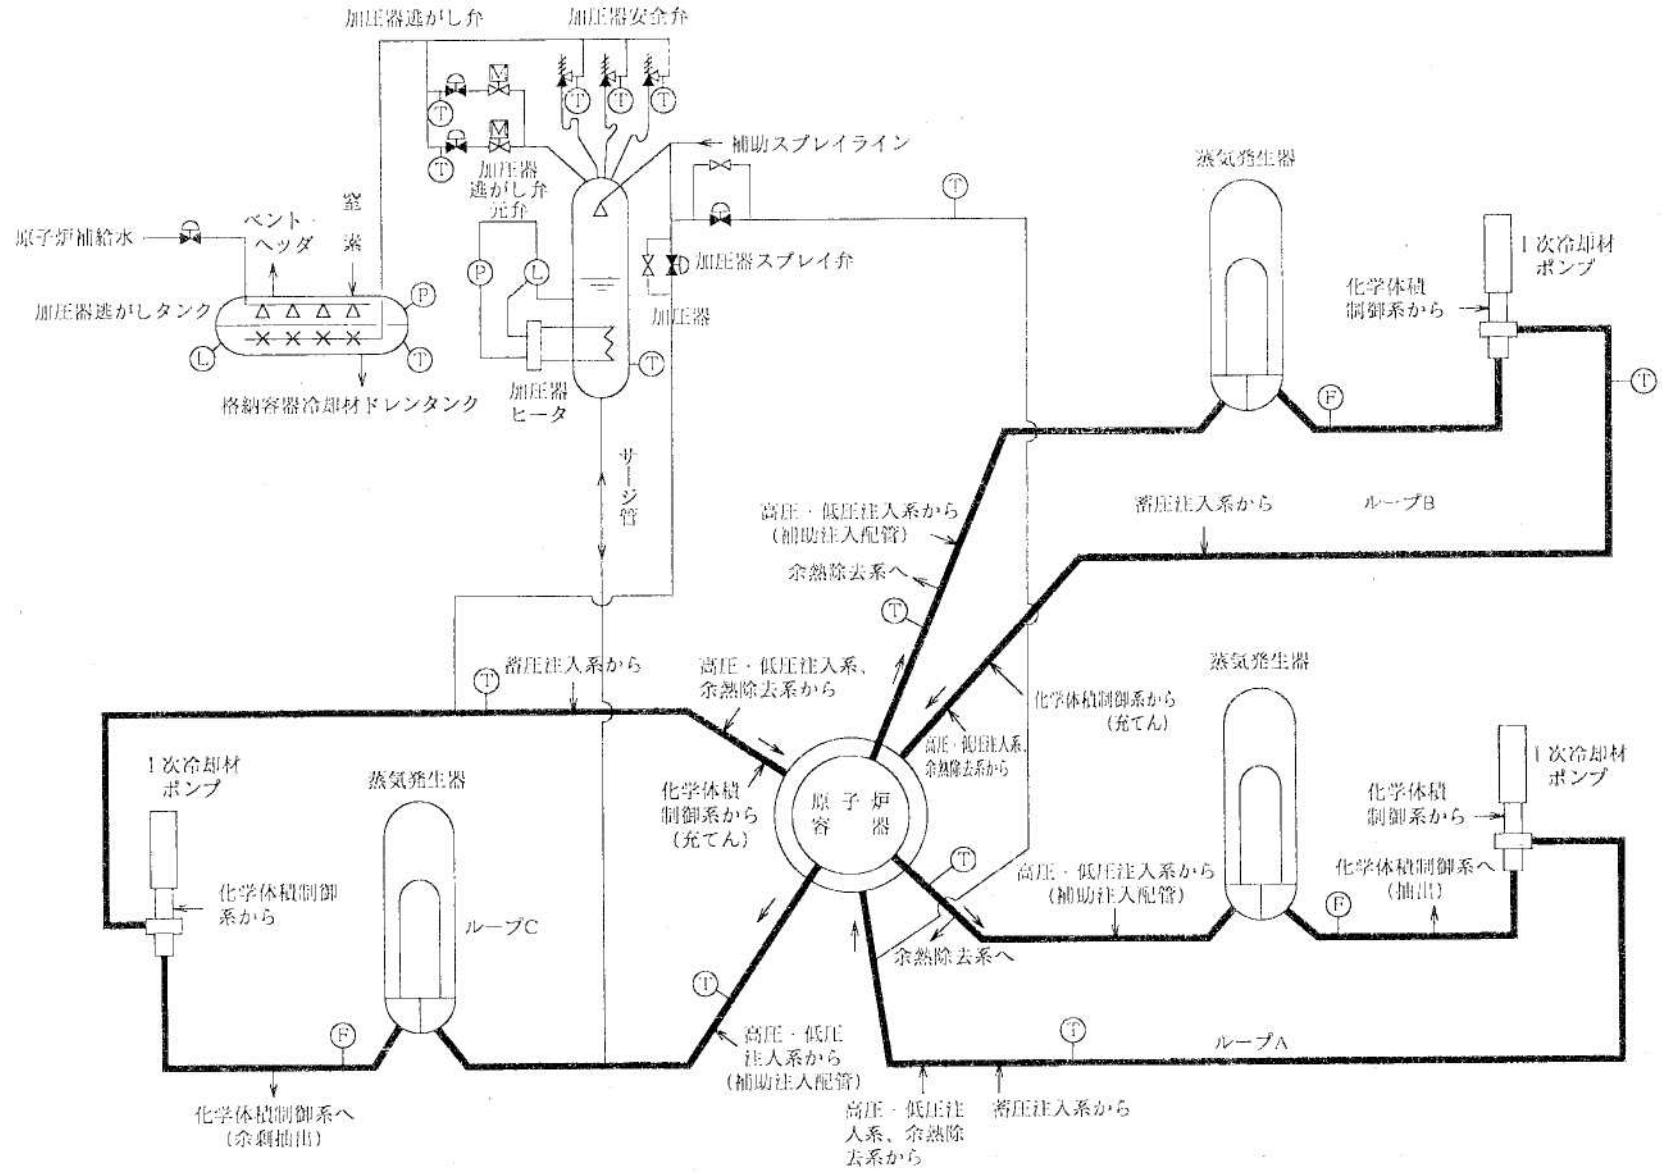 加圧器逃がし弁
加圧器安全弁
M
T
T
T
T
M
T
加圧器
逃がし弁
元弁
補助スプレイライン
T
原子炉補給水
ベント
ヘッダ
窒
素
P
L
加圧器スプレイ弁
加圧器
加圧器逃がしタンク
P
L
T
T
格納容器冷却材ドレンタンク
加圧器
ヒータ
サージ管
蒸気発生器
1次冷却材
ポンプ
化学体積
制御系から
T
F
高圧・低圧注入系から
(補助注入配管)
蓄圧注入系から
ループB
余熱除去系へ
T
蓄圧注入系から
T
高圧・低圧注入系、
余熱除去系から
化学体積制御系から
(充てん)
高圧・低圧注入系、
余熱除去系から
蒸気発生器
1次冷却材
ポンプ
1次冷却材
ポンプ
蒸気発生器
化学体積
制御系から
(充てん)
原子炉
容器
化学体積
制御系から
T
高圧・低圧注入系から
(補助注入配管)
化学体積制御系へ
(抽出)
F
化学体積制御
系から
ループC
余熱除去系へ
T
F
高圧・低圧
注入系から
(補助注入配管)
T
ループA
化学体積制御系へ
(余剰抽出)
高圧・低圧注
入系、余熱除
去系から
蓄圧注入系から